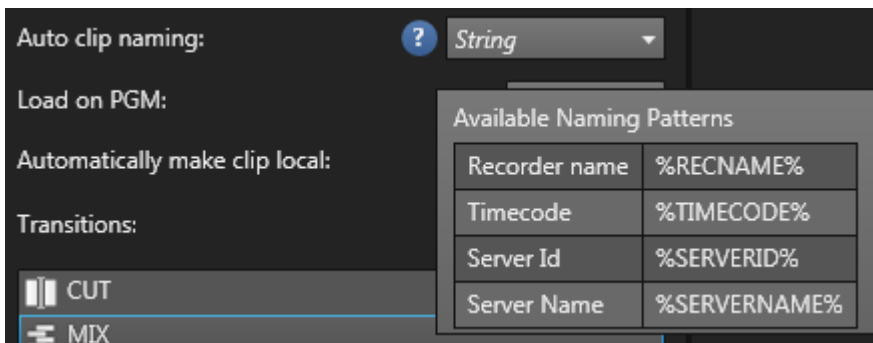 Auto clip naming: ? String
Load on PGM:
Available Naming Patterns
Automatically make clip local:
Recorder name %RECNAME%
Timecode %TIMECODE%
Transitions:
Server Id %SERVERID%
CUT
Server Name %SERVERNAME%
MIX